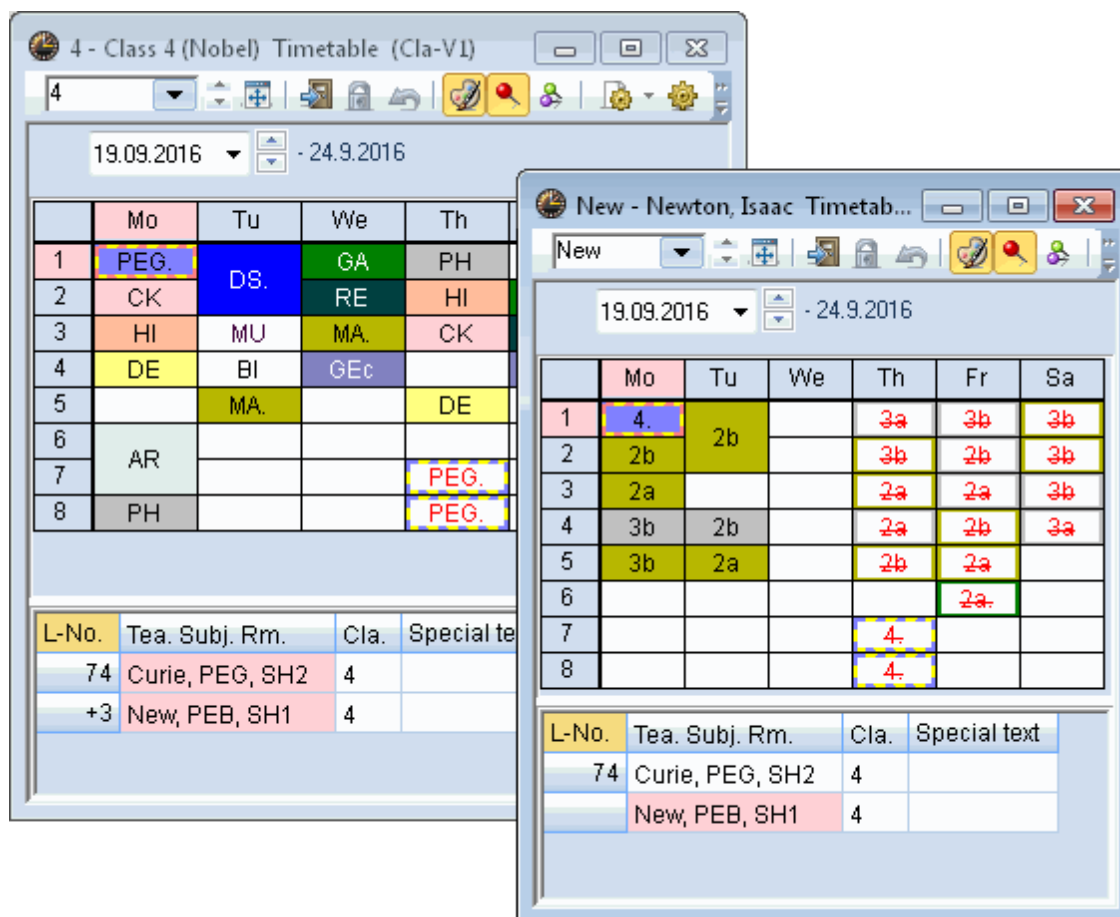 4 - Class 4 (Nobel) Timetable (Cla-V1)
4
19.09.2016 - 24.9.2016
Mo Tu We Th
1 PEG. DS. GA PH
2 CK RE HI
3 HI MU MA. CK
4 DE BI GEc
5 MA. DE
6 AR
7 PEG.
8 PH PEG.
L-No. Tea. Subj. Rm. Cla. Special te
74 Curie, PEG, SH2 4
+3 New, PEB, SH1 4
New - Newton, Isaac Timetab...
New
19.09.2016 - 24.9.2016
Mo Tu We Th Fr Sa
1 4. 2b 3a 3b 3b
2 2b 3b 2b 3b
3 2a 2a 2a 3b
4 3b 2b 2a 2b 3a
5 3b 2a 2b 2a
6 2a.
7 4.
8 4.
L-No. Tea. Subj. Rm. Cla. Special text
74 Curie, PEG, SH2 4
New, PEB, SH1 4